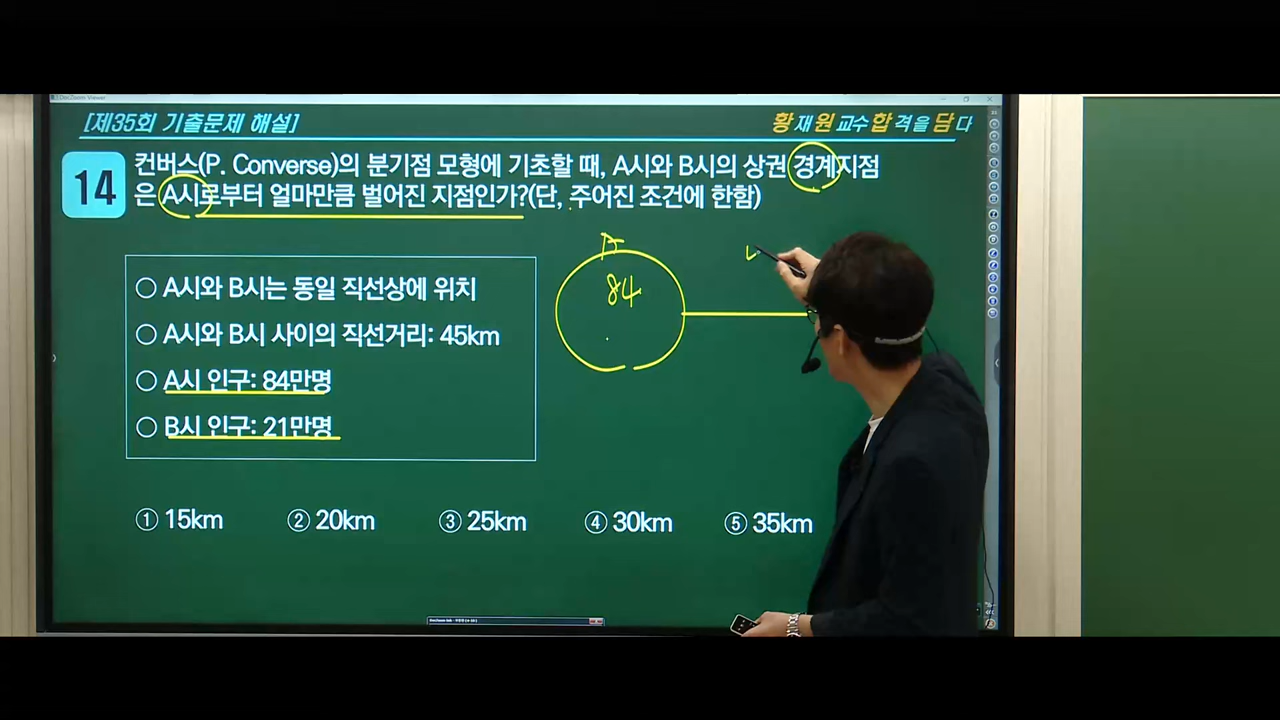 [제35회 기출문제 해설]
황재원 교수 합격을 담다
14
컨버스(P. Converse)의 분기점 모형에 기초할 때, A시와 B시의 상권 경계지점
은 A시로부터 얼마만큼 벌어진 지점인가?(단, 주어진 조건에 한함)
○ A시와 B시는 동일 직선상에 위치
○ A시와 B시 사이의 직선거리: 45km
○ A시 인구: 84만명
○ B시 인구: 21만명
A
84
① 15km ② 20km ③ 25km ④ 30km ⑤ 35km